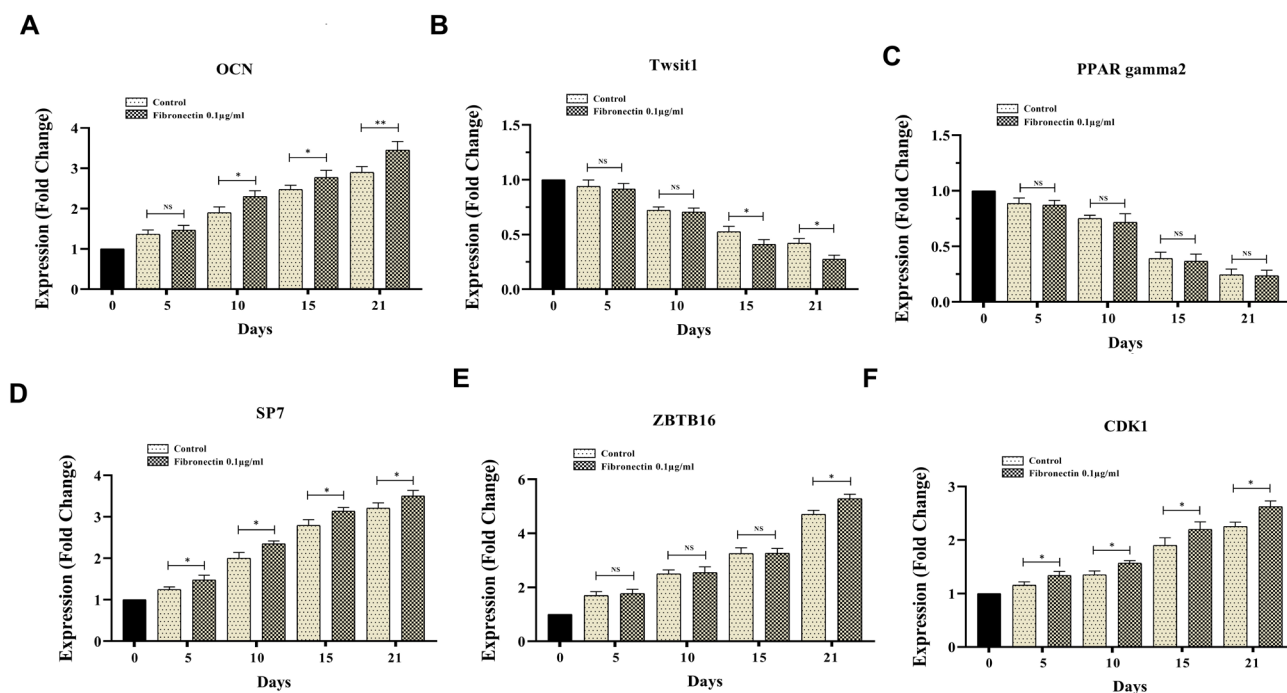 A
OCN
Control
Fibronectin 0.1µg/ml
Expression (Fold Change)
4
3
2
1
0
NS
*
*
**
0 5 10 15 21
Days
B
Twsit1
Control
Fibronectin 0.1µg/ml
Expression (Fold Change)
1.5
1.0
0.5
0.0
NS
NS
*
*
0 5 10 15 21
Days
C
PPAR gamma2
Control
Fibronectin 0.1µg/ml
Expression (Fold Change)
1.5
1.0
0.5
0.0
NS
NS
NS
NS
0 5 10 15 21
Days
D
SP7
Control
Fibronectin 0.1µg/ml
Expression (Fold Change)
4
3
2
1
0
*
*
*
*
0 5 10 15 21
Days
E
ZBTB16
Control
Fibronectin 0.1µg/ml
Expression (Fold Change)
6
4
2
0
NS
NS
NS
*
0 5 10 15 21
Days
F
CDK1
Control
Fibronectin 0.1µg/ml
Expression (Fold Change)
3
2
1
0
*
*
*
*
0 5 10 15 21
Days